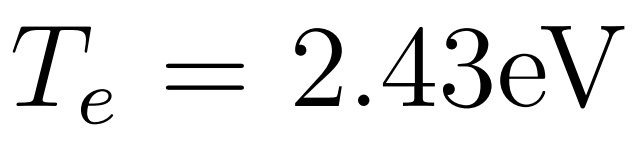 T_e = 2.43eV